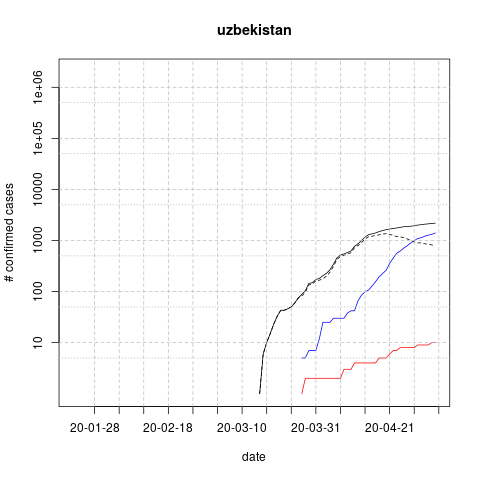 uzbekistan
# confirmed cases
1e+06
1e+05
10000
1000
100
10
20-01-28
20-02-18
20-03-10
20-03-31
20-04-21
date